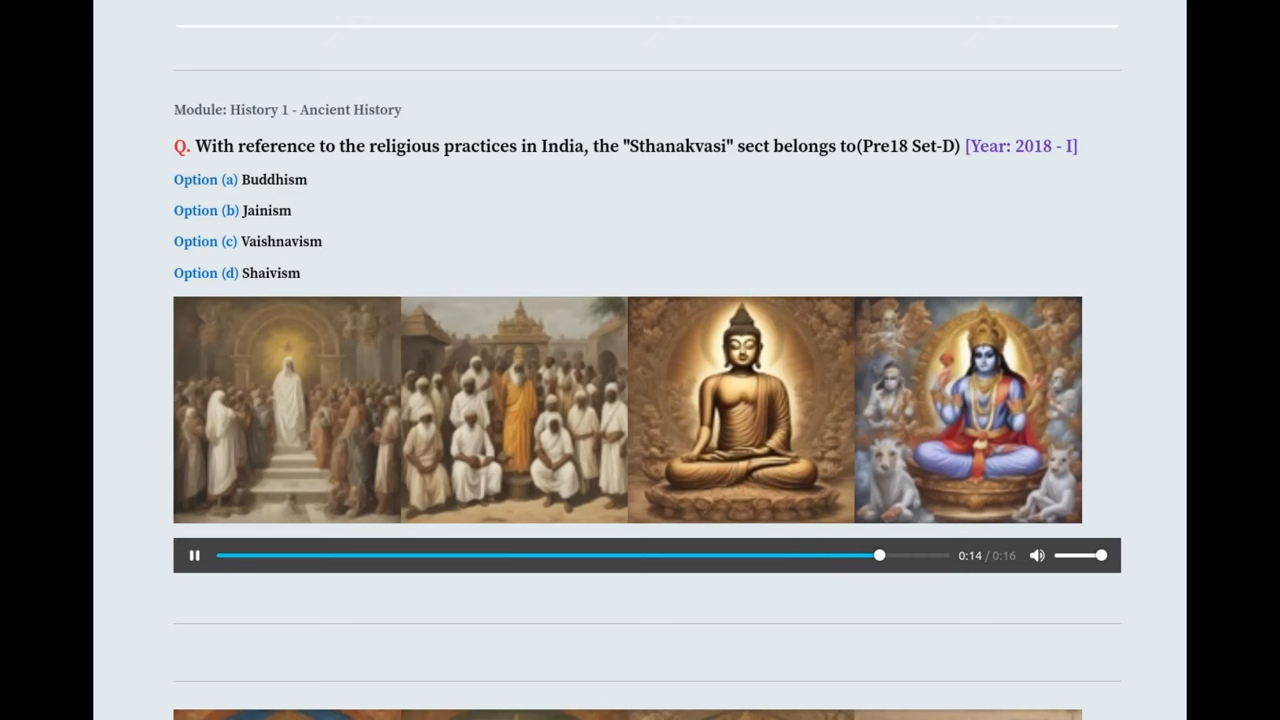 Module: History 1 - Ancient History
Q. With reference to the religious practices in India, the "Sthanakvasi" sect belongs to(Pre18 Set-D) [Year: 2018 - I]
Option (a) Buddhism
Option (b) Jainism
Option (c) Vaishnavism
Option (d) Shaivism
0:14 / 0:16